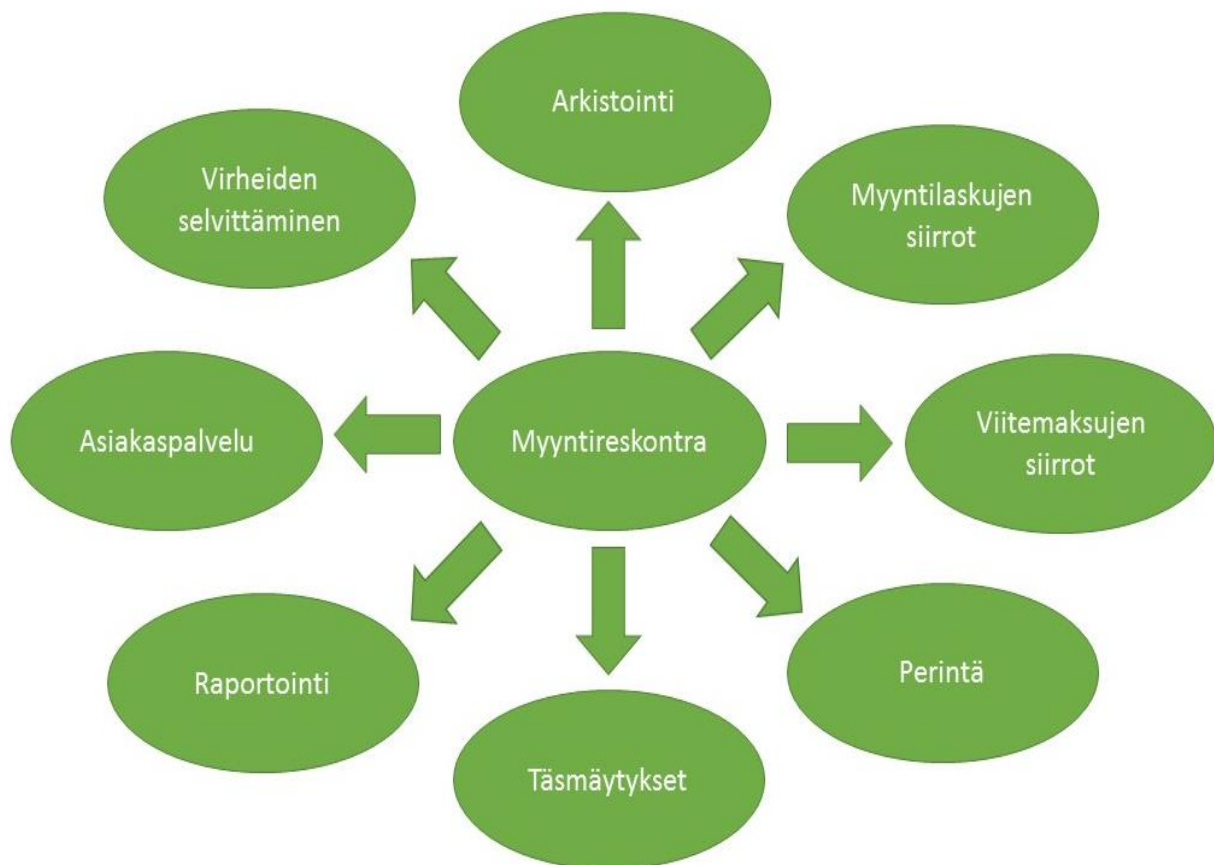 Arkistointi
Virheiden
selvittäminen
Myyntilaskujen
siirrot
Asiakaspalvelu
Myyntireskontra
Viitemaksujen
siirrot
Raportointi
Perintä
Täsmäytykset